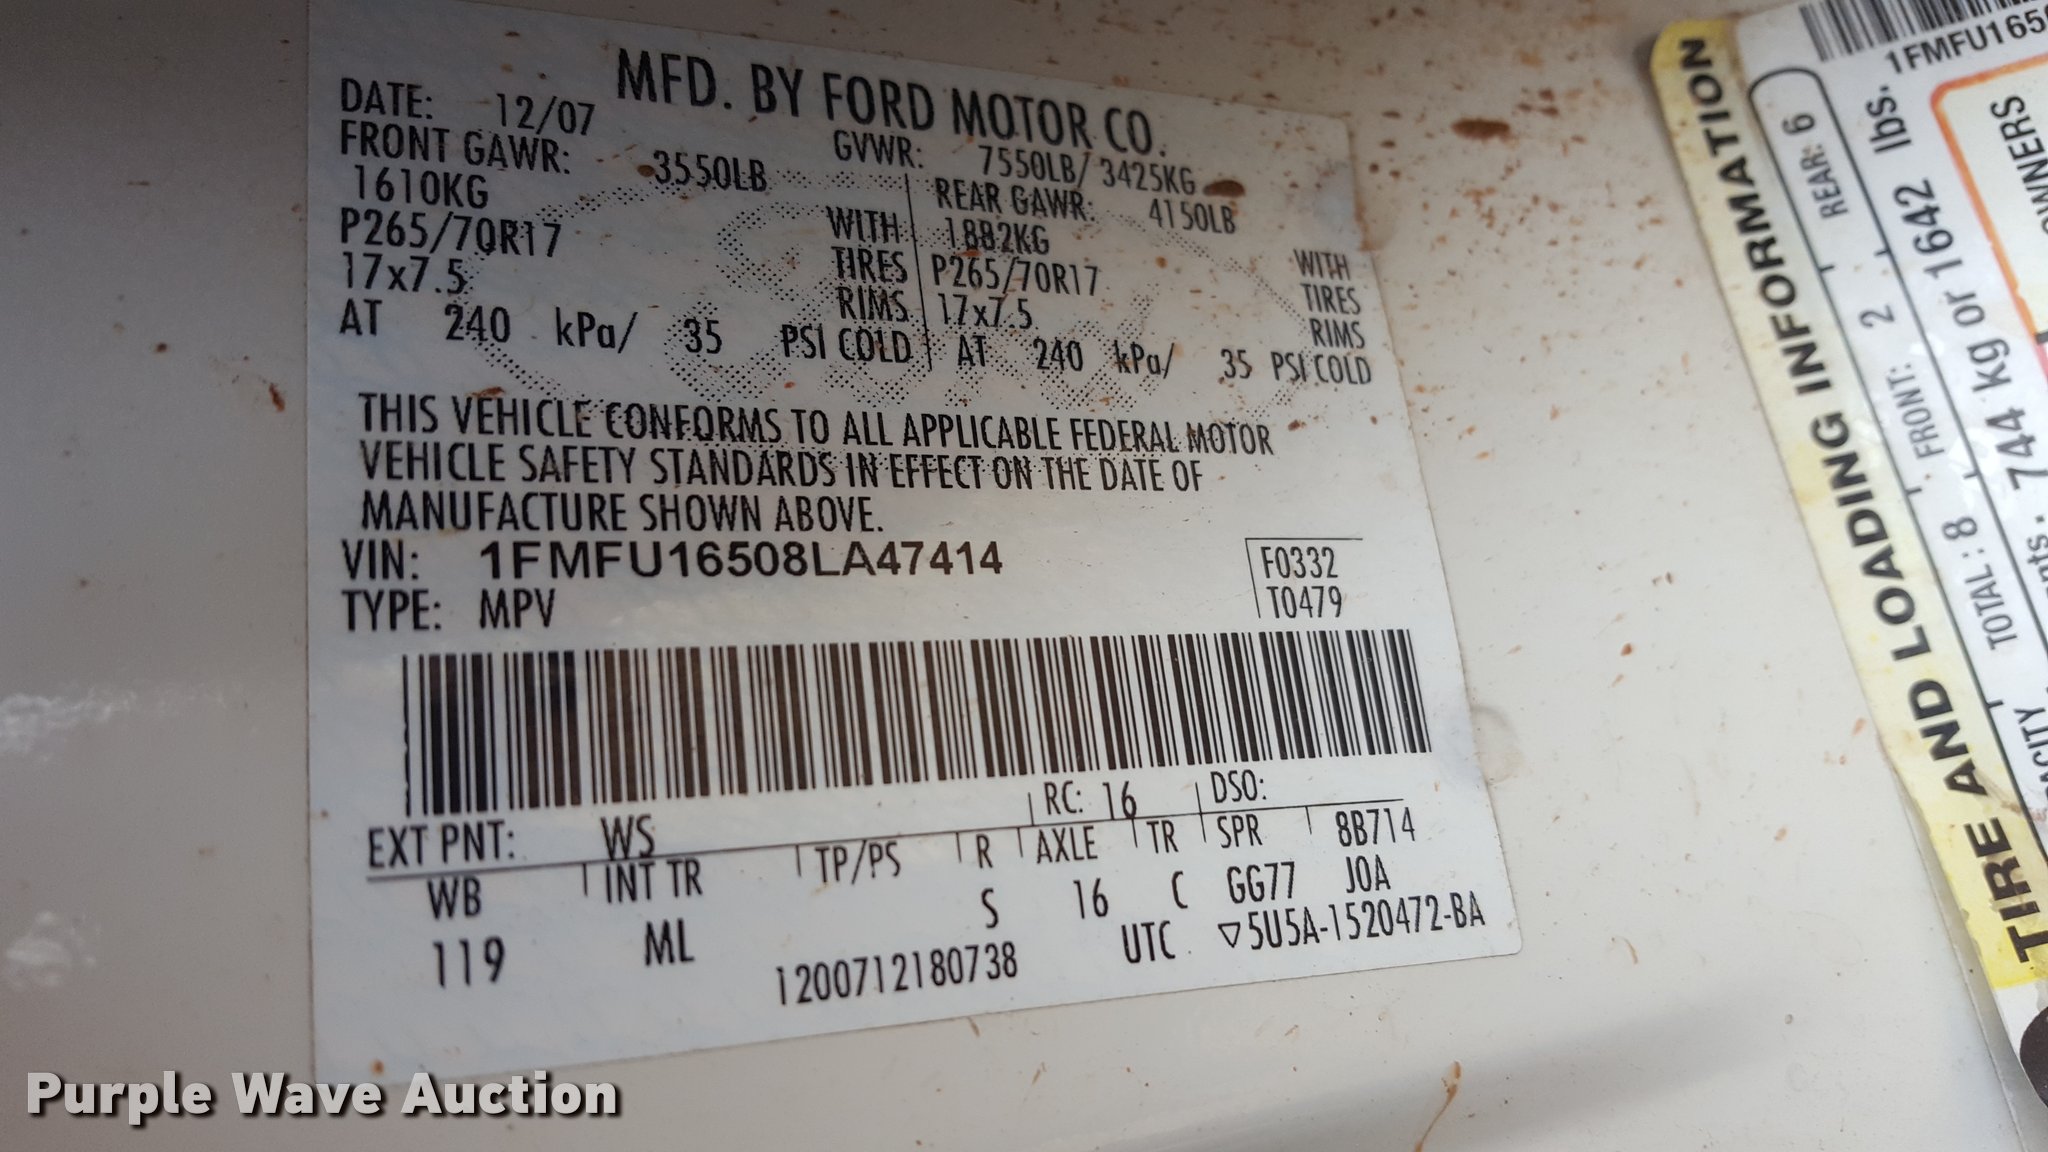 MFD. BY FORD MOTOR CO.
DATE: 12/07
GVWR: 7550LB/ 3425KG
FRONT GAWR: 3550LB
1610KG WITH
P265/70R17 TIRES
17x7.5 RIMS
AT 240 kPa/ 35 PSI COLD
REAR GAWR: 4150LB
1882KG WITH
P265/70R17 TIRES
17x7.5 RIMS
AT 240 kPa/ 35 PSI COLD
THIS VEHICLE CONFORMS TO ALL APPLICABLE FEDERAL MOTOR
VEHICLE SAFETY STANDARDS IN EFFECT ON THE DATE OF
MANUFACTURE SHOWN ABOVE.
VIN: 1FMFU16508LA47414
TYPE: MPV
F0332
T0479
EXT PNT: WS RC: 16 DSO:
WB INT TR TP/PS R AXLE TR SPR 8B714
119 ML S 16 C GG77 JOA
1200712180738 UTC ▽5U5A-1520472-BA
TIRE AND LOADING INFORMATION
TOTAL: 8 FRONT: 2 REAR: 6
744 kg or 1642 lbs.
1FMFU165
OWNERS
Purple Wave Auction